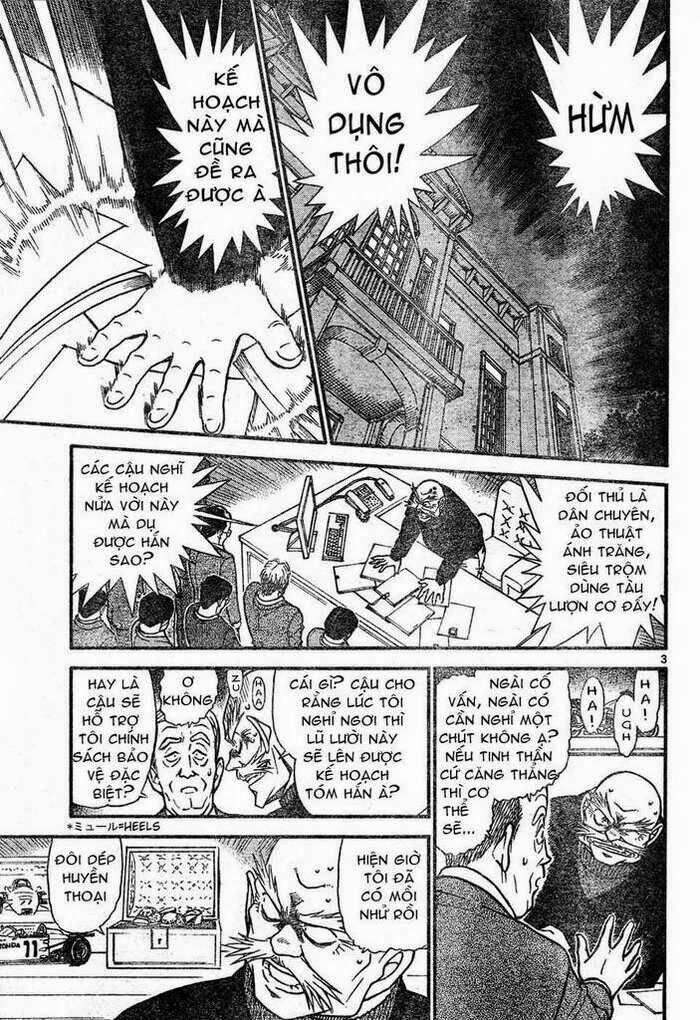 HỪM
VÔ
DỤNG
THÔI!
KẾ
HOẠCH
NÀY MÀ
CŨNG
ĐỀ RA
ĐƯỢC À
ĐỐI THỦ LÀ
DÂN CHUYÊN,
ẢO THUẬT
ÁNH TRĂNG,
SIÊU TRỘM
DÙNG TÀU
LƯỢN CƠ ĐẤY!
CÁC CẬU NGHĨ
KẾ HOẠCH
NỬA VỜI NÀY
MÀ DỤ
ĐƯỢC HẮN
SAO?
3
HA!
UGH
HA!
NGÀI CỐ
VẤN, NGÀI CÓ
CẦN NGHỈ MỘT
CHÚT KHÔNG Ạ?
NẾU TINH THẦN
CỨ CĂNG THẲNG
THÌ CƠ
THỂ
SẼ...
CÁI GÌ? CẬU CHO
RẰNG LÚC TÔI
NGHỈ NGƠI THÌ
LŨ LƯỜI NÀY
SẼ LÊN ĐƯỢC
KẾ HOẠCH
TÓM HẮN À?
HAA
ZU
Ơ
KHÔNG
HAY LÀ
CẬU SẼ
HỖ TRỢ
TÔI CHÍNH
SÁCH BẢO
VỆ ĐẶC
BIỆT?
*ミュール=HEELS
HIỆN GIỜ
TÔI ĐÃ
CÓ MỒI
NHỬ RỒI
ĐÔI DÉP
HUYỀN
THOẠI
11